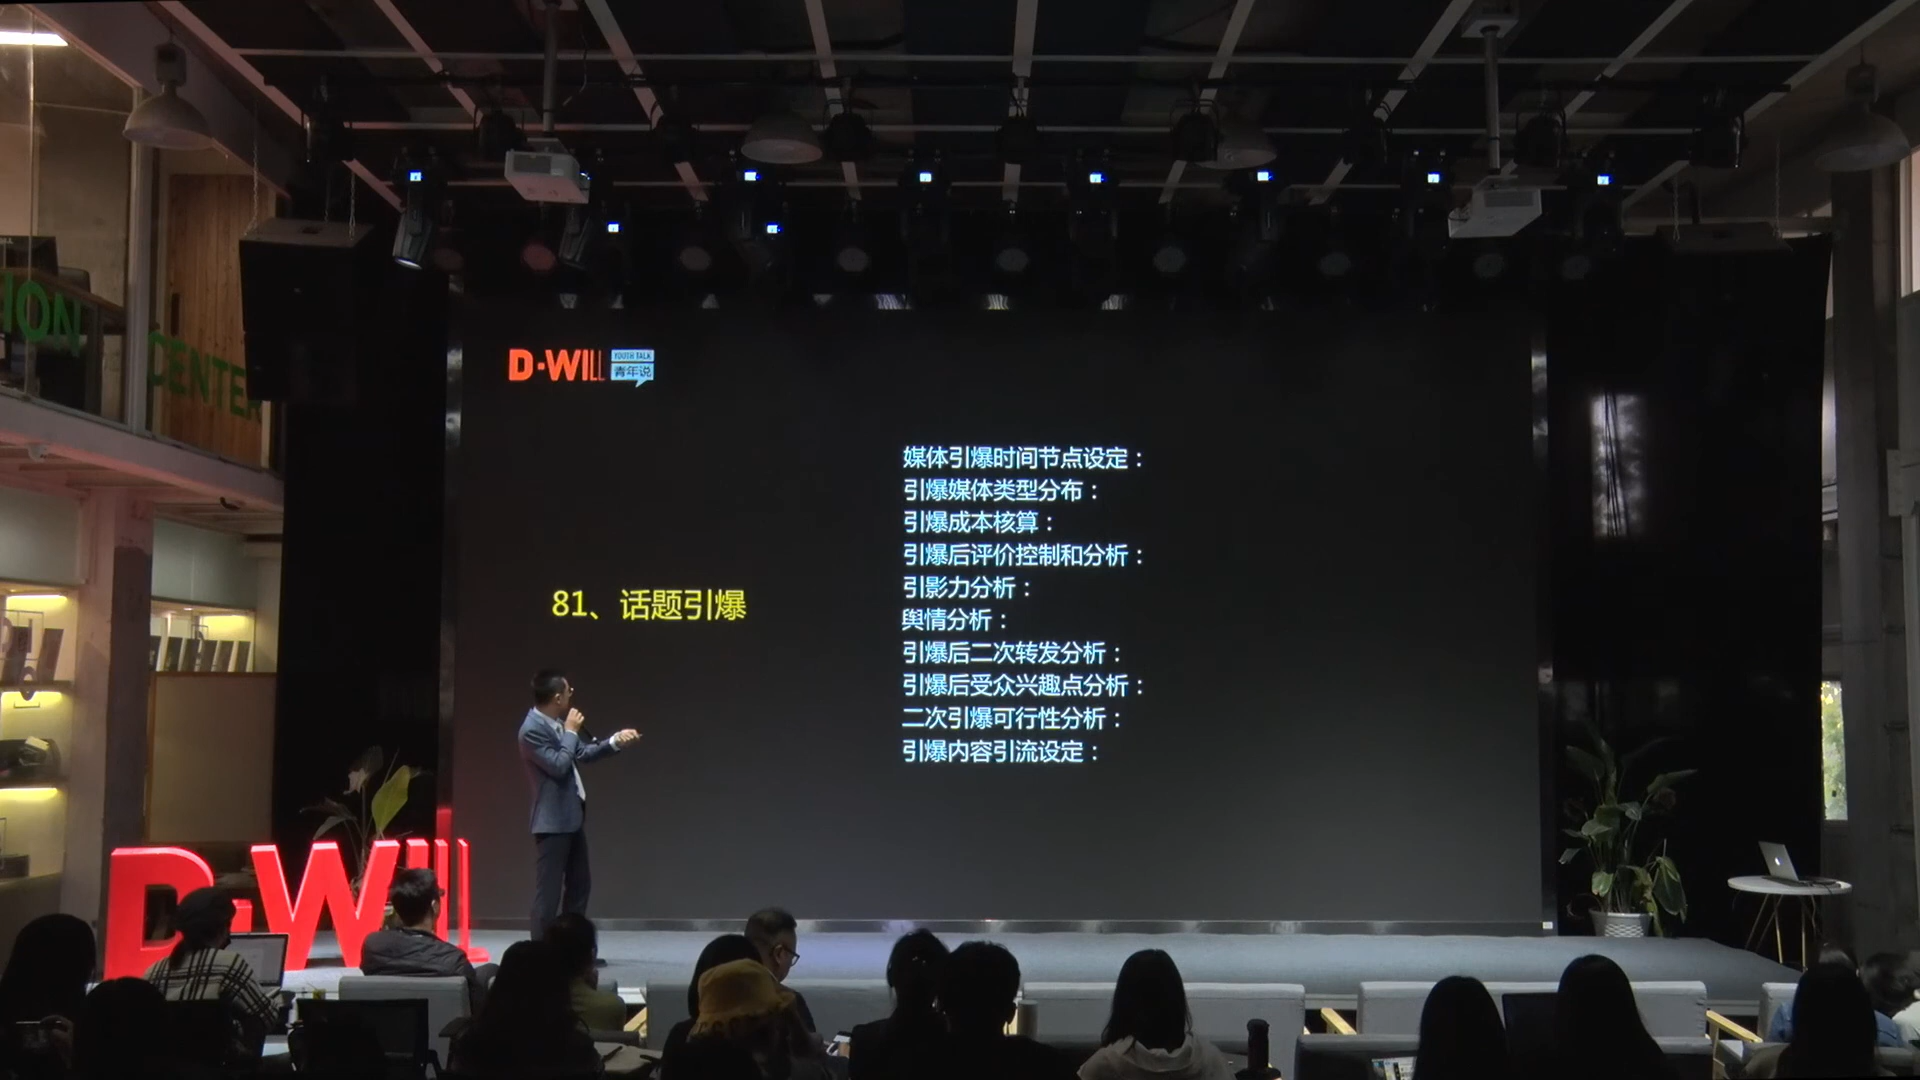 ION
CENTER
D·WILL
YOUTH TALK
青年说
媒体引爆时间节点设定：
引爆媒体类型分布：
引爆成本核算：
引爆后评价控制和分析：
引影力分析：
舆情分析：
引爆后二次转发分析：
引爆后受众兴趣点分析：
二次引爆可行性分析：
引爆内容引流设定：
81、话题引爆
D·WILL